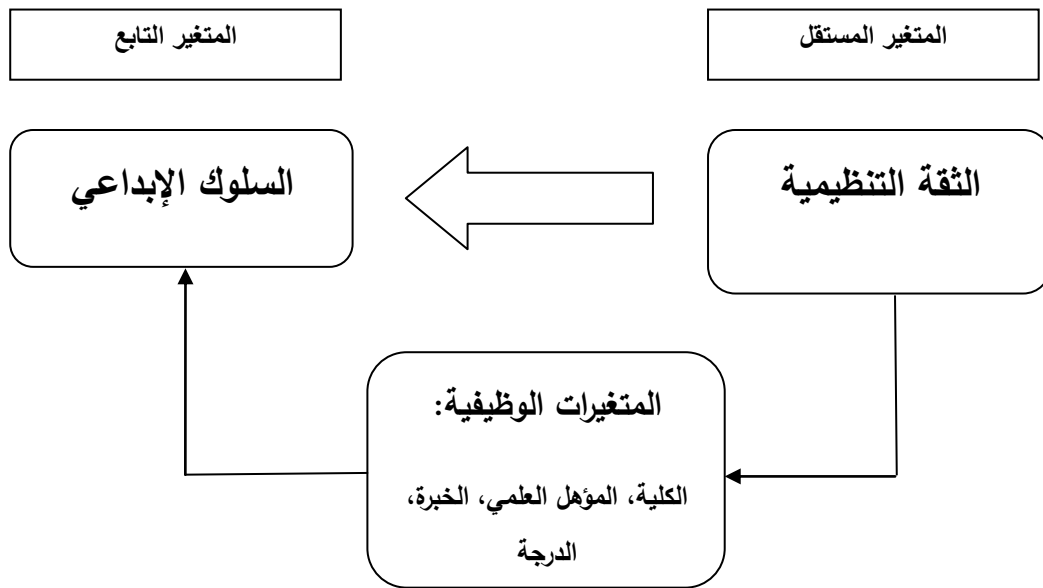 المتغير المستقل
المتغير التابع
الثقة التنظيمية
السلوك الإبداعي
المتغيرات الوظيفية:
الكلية، المؤهل العلمي، الخبرة،
الدرجة